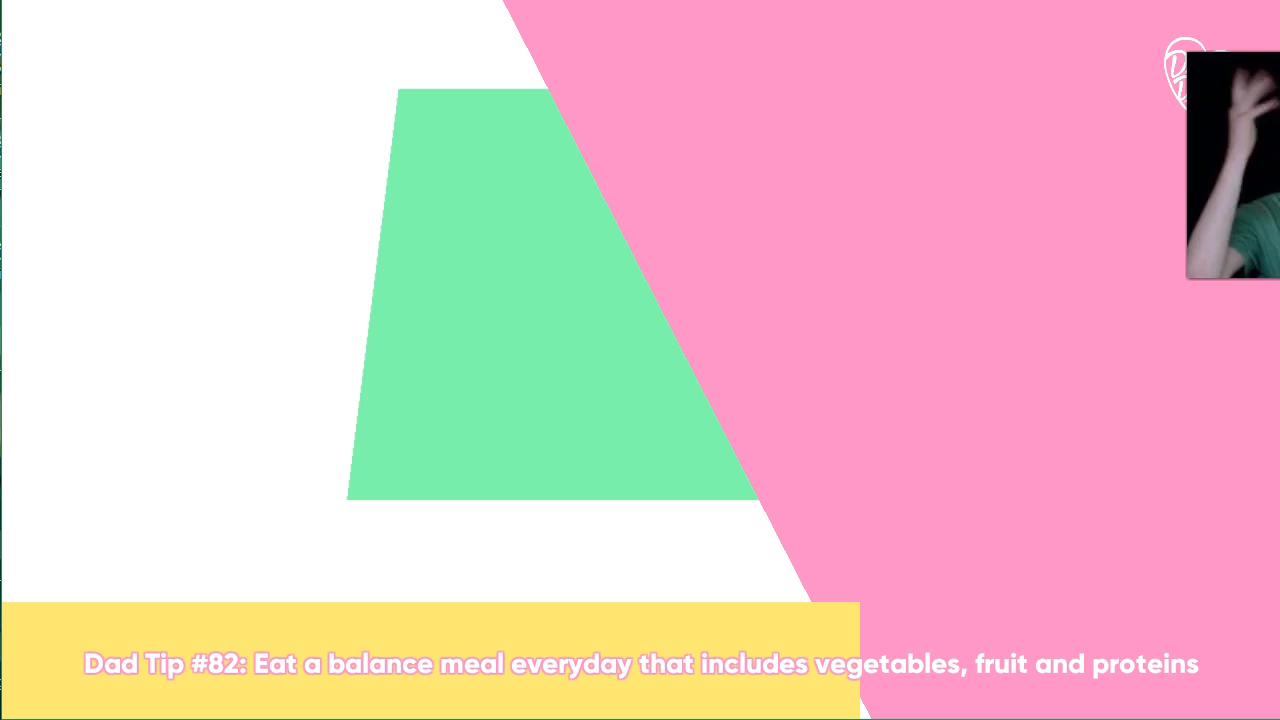 Dad Tip #82: Eat a balance meal everyday that includes vegetables, fruit and proteins